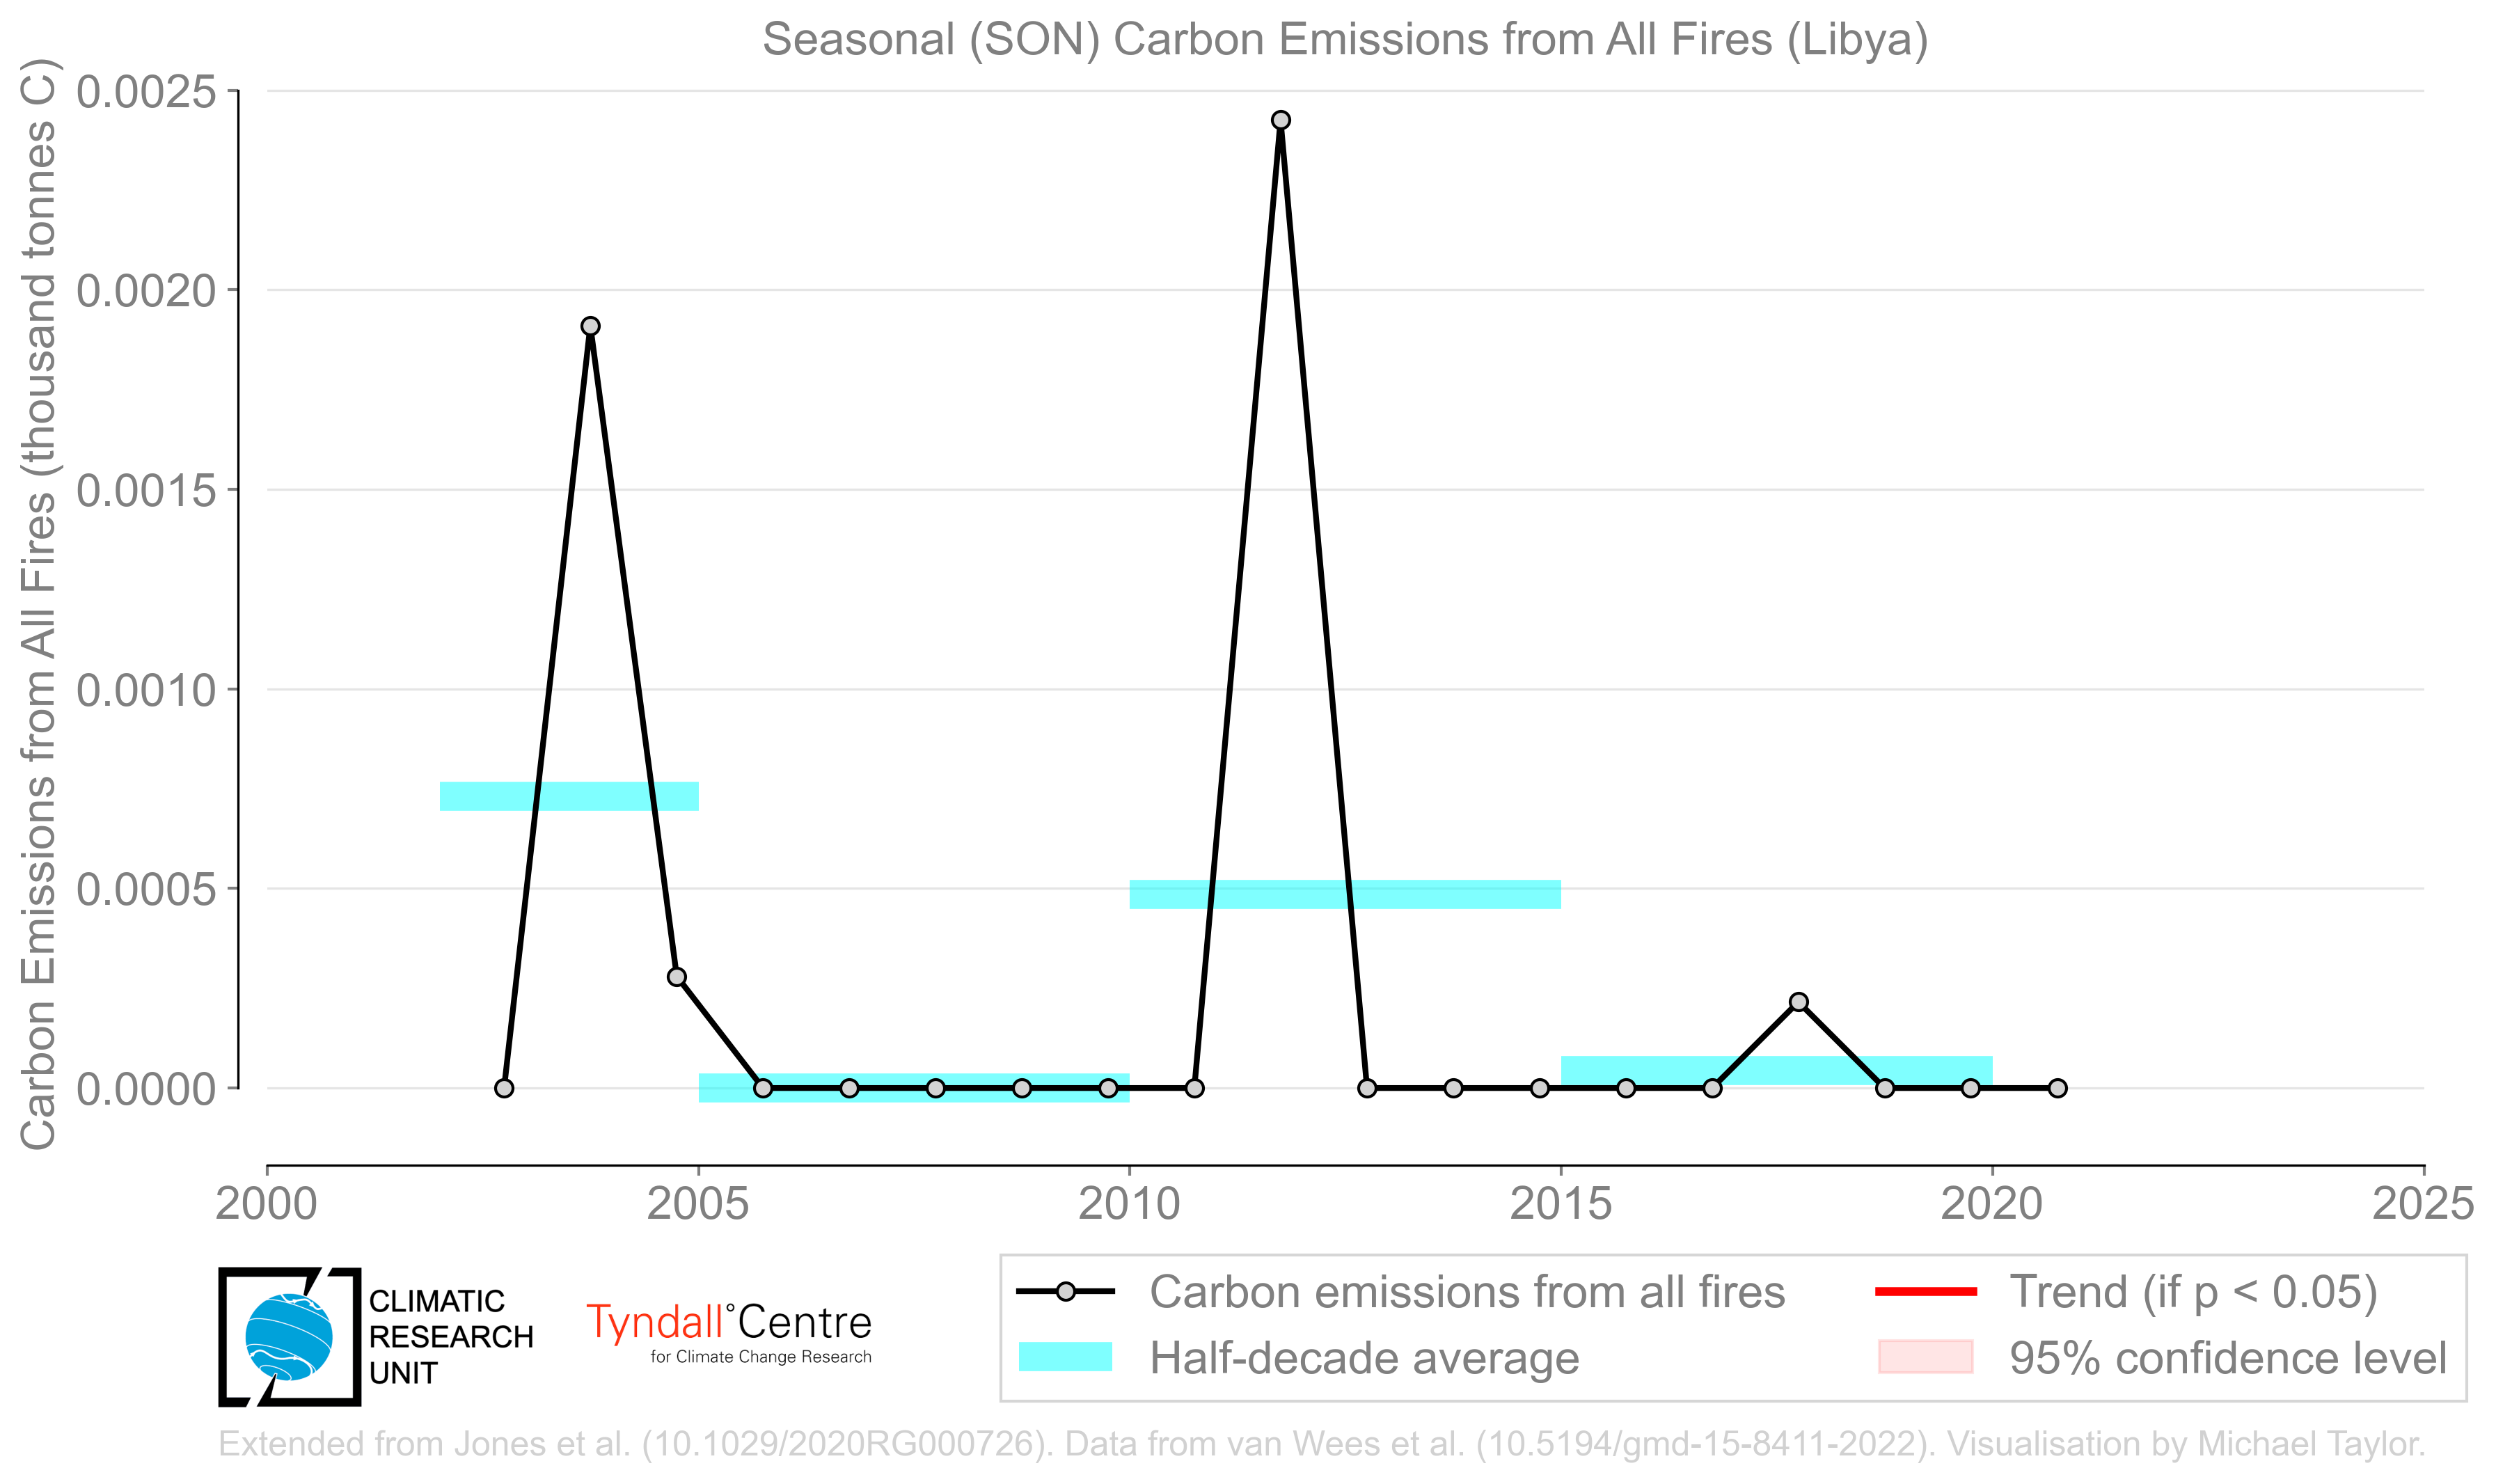 Seasonal (SON) Carbon Emissions from All Fires (Libya)
Carbon Emissions from All Fires (thousand tonnes C)
0.0025
0.0020
0.0015
0.0010
0.0005
0.0000
2000 2005 2010 2015 2020 2025
CLIMATIC
RESEARCH
UNIT
Tyndall°Centre
for Climate Change Research
Carbon emissions from all fires
Half-decade average
Trend (if p < 0.05)
95% confidence level
Extended from Jones et al. (10.1029/2020RG000726). Data from van Wees et al. (10.5194/gmd-15-8411-2022). Visualisation by Michael Taylor.